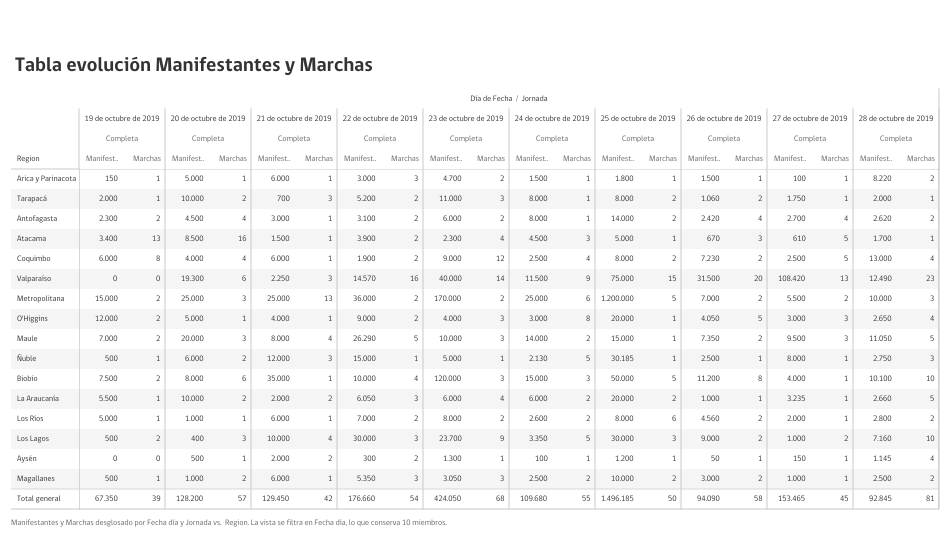 Tabla evolución Manifestantes y Marchas
Día de Fecha / Jornada
19 de octubre de 2019 20 de octubre de 2019 21 de octubre de 2019 22 de octubre de 2019 23 de octubre de 2019 24 de octubre de 2019 25 de octubre de 2019 26 de octubre de 2019 27 de octubre de 2019 28 de octubre de 2019
Completa Completa Completa Completa Completa Completa Completa Completa Completa Completa
Region Manifest.. Marchas Manifest.. Marchas Manifest.. Marchas Manifest.. Marchas Manifest.. Marchas Manifest.. Marchas Manifest.. Marchas Manifest.. Marchas Manifest.. Marchas Manifest.. Marchas
Arica y Parinacota 150 1 5.000 1 6.000 1 3.000 3 4.700 2 1.500 1 1.800 1 1.500 1 100 1 8.220 2
Tarapacá 2.000 1 10.000 2 700 3 5.200 2 11.000 3 8.000 1 8.000 2 1.060 2 1.750 1 2.000 1
Antofagasta 2.300 2 4.500 4 3.000 1 3.100 2 6.000 2 8.000 1 14.000 2 2.420 4 2.700 4 2.620 2
Atacama 3.400 13 8.500 16 1.500 1 3.900 2 2.300 4 4.500 3 5.000 1 670 3 610 5 1.700 1
Coquimbo 6.000 8 4.000 4 6.000 1 1.900 2 9.000 12 2.500 4 6.000 2 7.230 2 2.500 5 13.000 4
Valparaíso 0 0 19.300 6 2.250 3 14.570 16 40.000 14 11.500 9 75.000 15 31.500 20 108.420 13 12.490 23
Metropolitana 15.000 2 25.000 3 25.000 13 36.000 2 170.000 2 25.000 6 1.200.000 5 7.000 2 5.500 2 10.000 3
O'Higgins 12.000 2 5.000 1 4.000 1 9.000 2 4.000 3 3.000 8 20.000 1 4.050 5 3.000 3 2.650 4
Maule 7.000 2 20.000 3 8.000 4 26.290 5 10.000 3 14.000 2 15.000 1 7.350 2 9.500 3 11.050 5
Ñuble 500 1 6.000 2 12.000 3 15.000 1 5.000 1 2.130 5 30.185 1 2.500 1 8.000 1 2.750 3
Biobío 7.500 2 8.000 6 35.000 1 10.000 4 120.000 3 15.000 3 50.000 5 11.200 8 4.000 1 10.100 10
La Araucanía 5.500 1 10.000 2 2.000 2 6.050 3 6.000 4 6.000 2 20.000 2 1.000 1 3.235 1 2.660 5
Los Ríos 5.000 1 1.000 1 6.000 1 7.000 2 8.000 2 2.600 2 8.000 6 4.560 2 2.000 1 2.800 2
Los Lagos 500 2 400 3 10.000 4 30.000 3 23.700 9 3.350 5 30.000 3 9.000 2 1.000 2 7.160 10
Aysén 0 0 500 1 2.000 2 300 2 1.300 1 100 1 1.200 1 50 1 150 1 1.145 4
Magallanes 500 1 1.000 2 6.000 1 5.350 3 3.050 3 2.500 2 10.000 2 3.000 2 1.000 1 2.500 2
Total general 67.350 39 128.200 57 129.450 42 176.660 54 424.050 68 109.680 55 1.496.185 50 94.090 58 153.465 45 92.845 81
Manifestantes y Marchas desglosado por Fecha día y Jornada vs. Region. La vista se filtra en Fecha día, lo que conserva 10 miembros.